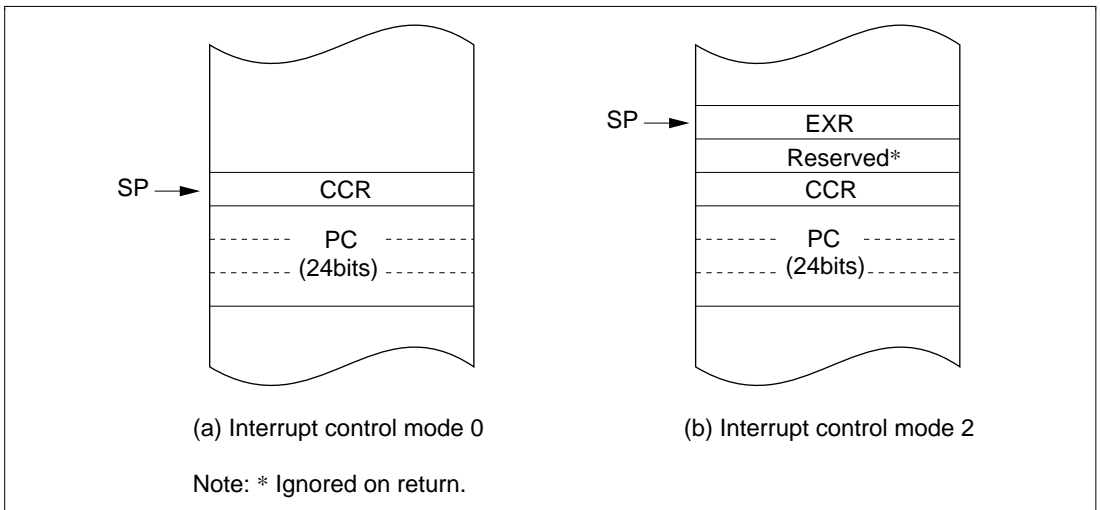 SP
CCR
PC
(24bits)
(a) Interrupt control mode 0
SP
EXR
Reserved*
CCR
PC
(24bits)
(b) Interrupt control mode 2
Note: * Ignored on return.